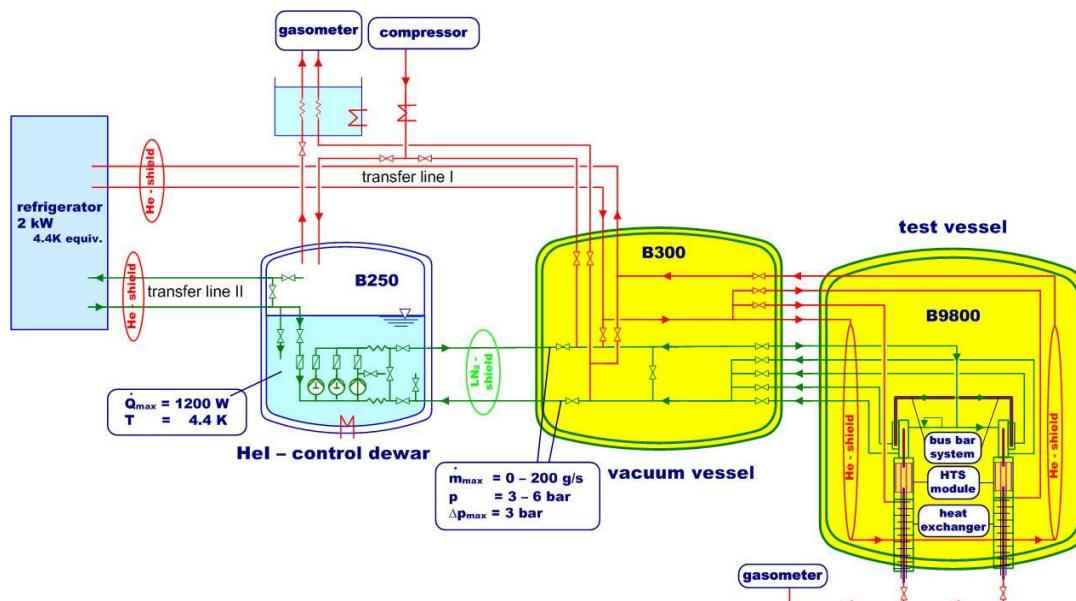 gasometer
compressor
He - shield
transfer line I
refrigerator
2 kW
4.4K equiv.
He - shield
transfer line II
B250
LN₂ -
shield
Q̇max = 1200 W
T = 4.4 K
HeI – control dewar
B300
vacuum vessel
ṁmax = 0 – 200 g/s
p = 3 – 6 bar
Δpmax = 3 bar
test vessel
B9800
He - shield
He - shield
bus bar
system
HTS
module
heat
exchanger
gasometer